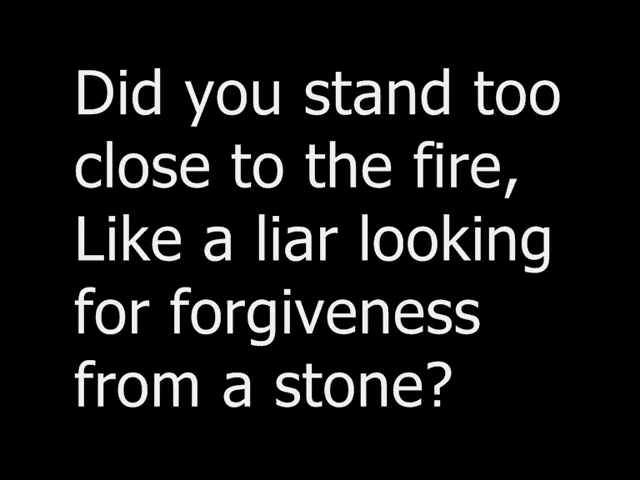 Did you stand too
close to the fire,
Like a liar looking
for forgiveness
from a stone?